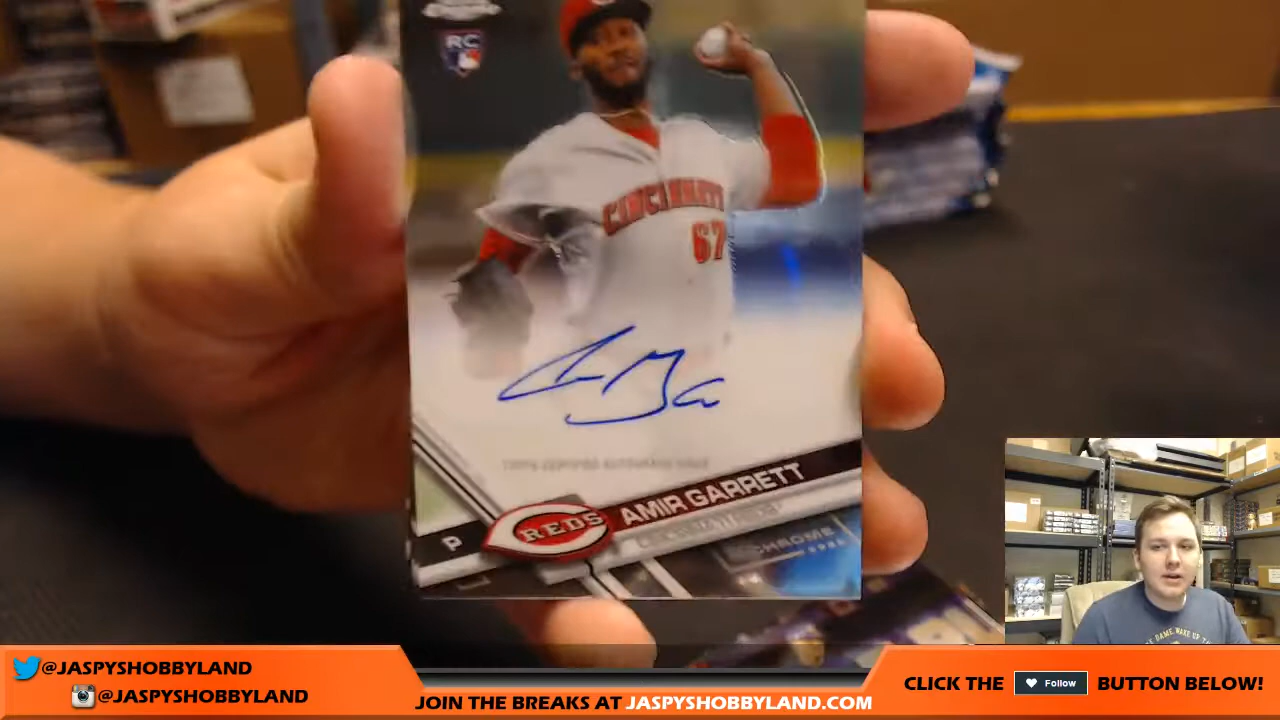 RC
CINCINNATI
67
AMIR GARRETT
REDS
P
CHROME
@JASPYSHOBBYLAND
@JASPYSHOBBYLAND
JOIN THE BREAKS AT JASPYSHOBBYLAND.COM
CLICK THE Follow BUTTON BELOW!